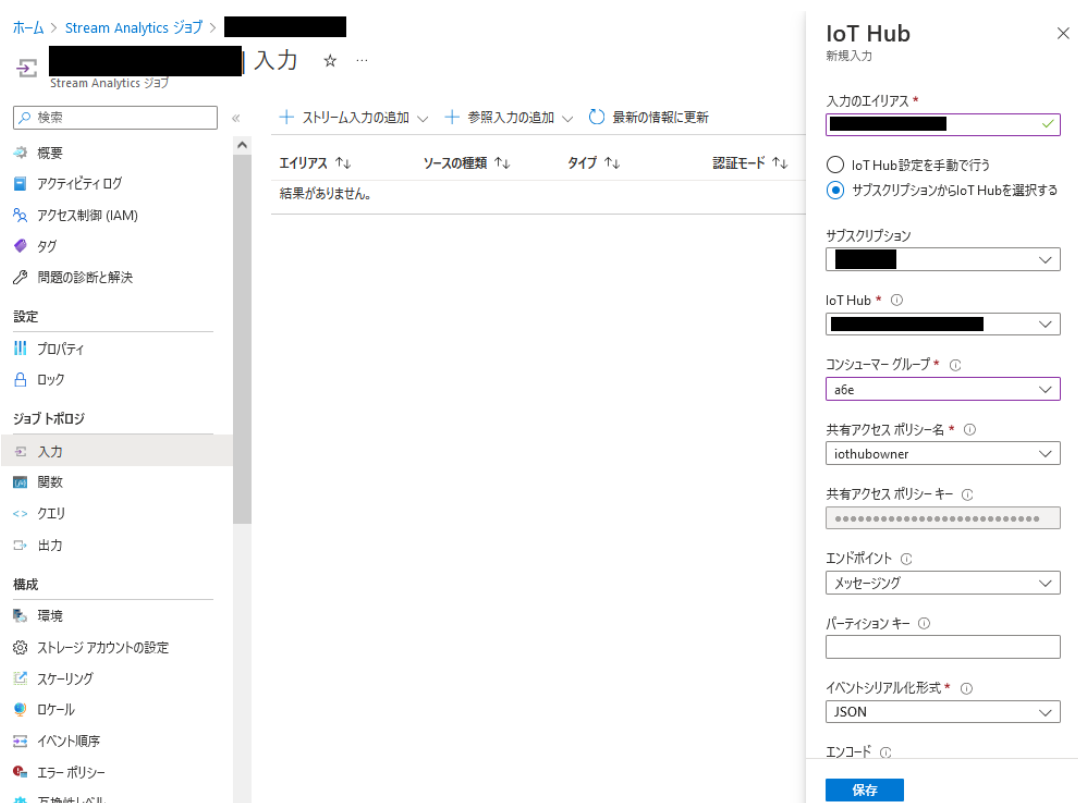 ホーム > Stream Analytics ジョブ >
| 入力 ☆ …
Stream Analytics ジョブ
検索
概要
アクティビティ ログ
アクセス制御 (IAM)
タグ
問題の診断と解決
設定
プロパティ
ロック
ジョブ トポロジ
入力
関数
クエリ
出力
構成
環境
ストレージ アカウントの設定
スケーリング
ロケール
イベント順序
エラー ポリシー
互換性レベル
ストリーム入力の追加 参照入力の追加 最新の情報に更新
エイリアス ↑↓ ソースの種類 ↑↓ タイプ ↑↓ 認証モード ↑↓
結果がありません。
IoT Hub
新規入力
入力のエイリアス *
IoT Hub設定を手動で行う
サブスクリプションからIoT Hubを選択する
サブスクリプション
IoT Hub *
コンシューマー グループ *
a6e
共有アクセス ポリシー名 *
iothubowner
共有アクセス ポリシー キー
エンドポイント
メッセージング
パーティション キー
イベントシリアル化形式 *
JSON
エンコード
保存